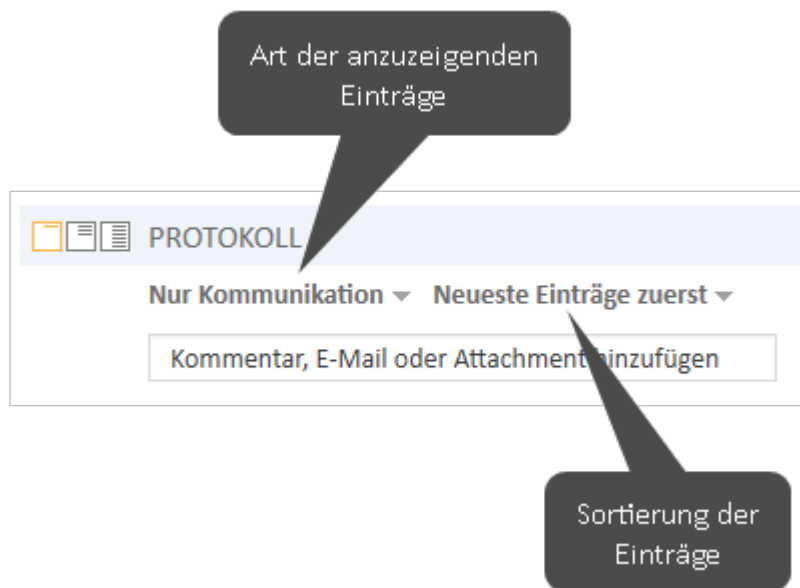 Art der anzuzeigenden
Einträge
PROTOKOLL
Nur Kommunikation Neueste Einträge zuerst
Kommentar, E-Mail oder Attachment hinzufügen
Sortierung der
Einträge